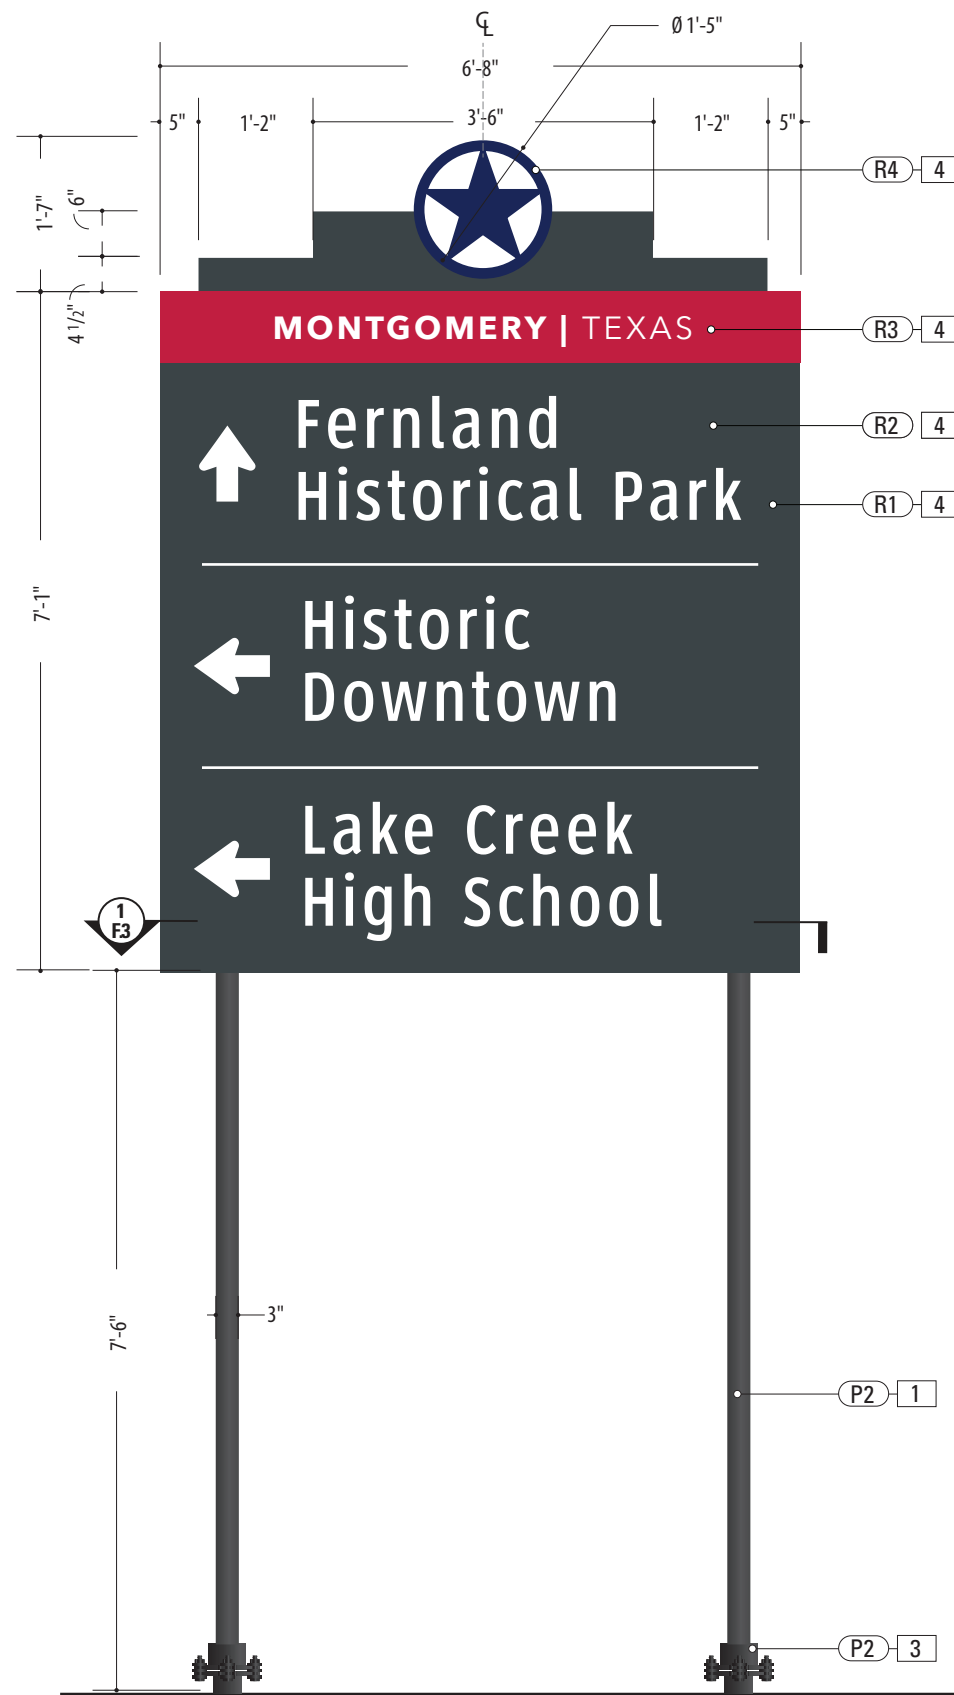 ℄
Ø 1'-5"
6'-8"
5"
1'-2"
3'-6"
1'-2"
5"
R4 4
1'-7"
6"
4 1/2"
MONTGOMERY | TEXAS
R3 4
Fernland
Historical Park
R2 4
R1 4
7'-1"
Historic
Downtown
Lake Creek
High School
1
F.3
7'-6"
3"
P2 1
P2 3